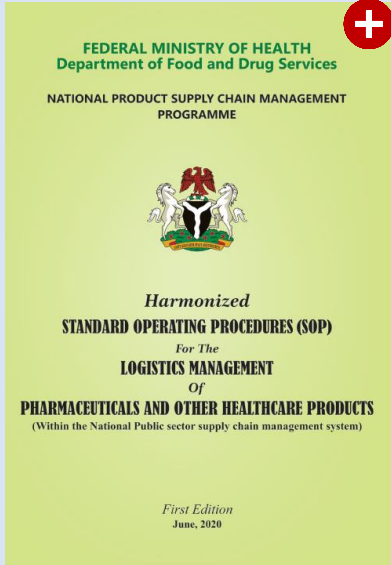 FEDERAL MINISTRY OF HEALTH
Department of Food and Drug Services
NATIONAL PRODUCT SUPPLY CHAIN MANAGEMENT
PROGRAMME
Harmonized
STANDARD OPERATING PROCEDURES (SOP)
For The
LOGISTICS MANAGEMENT
Of
PHARMACEUTICALS AND OTHER HEALTHCARE PRODUCTS
(Within the National Public sector supply chain management system)
First Edition
June, 2020